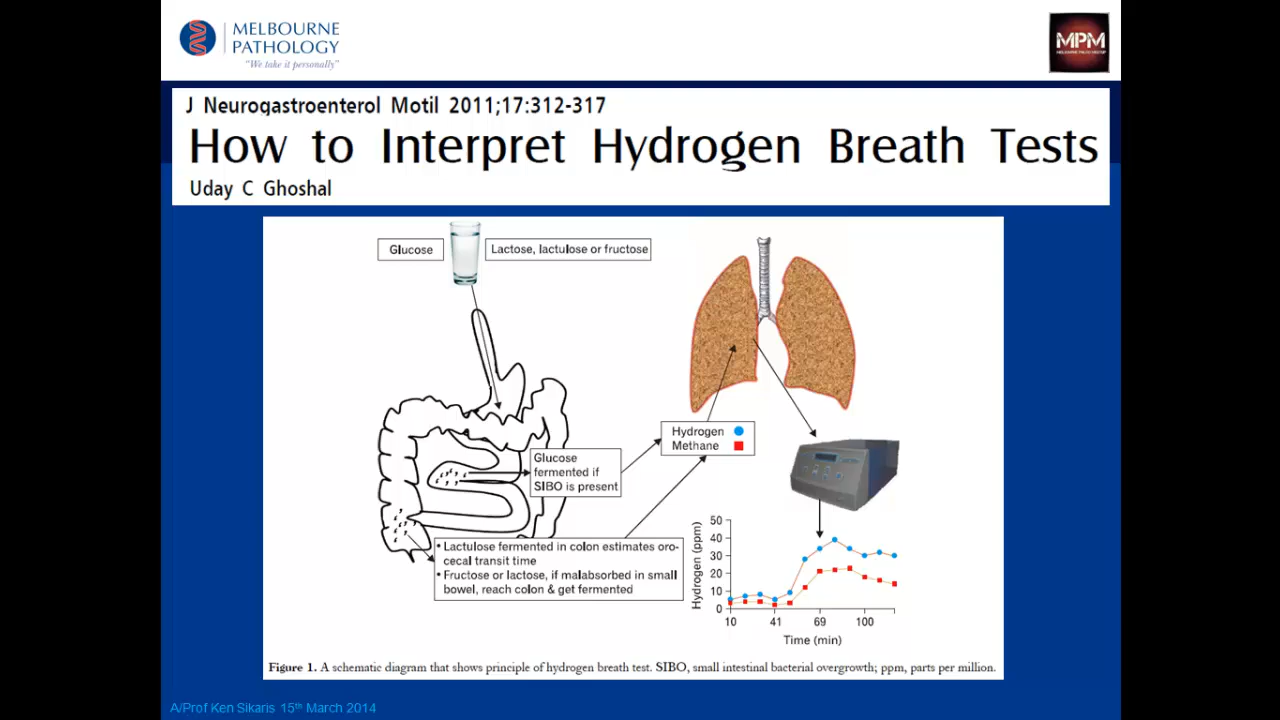 MELBOURNE
PATHOLOGY
"We take it personally"
MPM
J Neurogastroenterol Motil 2011;17:312-317
How to Interpret Hydrogen Breath Tests
Uday C Ghoshal
Glucose
Lactose, lactulose or fructose
Hydrogen
Methane
Glucose
fermented if
SIBO is present
• Lactulose fermented in colon estimates oro-
cecal transit time
• Fructose or lactose, if malabsorbed in small
bowel, reach colon & get fermented
Hydrogen (ppm)
50
40
30
20
10
0
10 41 69 100
Time (min)
Figure 1. A schematic diagram that shows principle of hydrogen breath test. SIBO, small intestinal bacterial overgrowth; ppm, parts per million.
A/Prof Ken Sikaris 15th March 2014